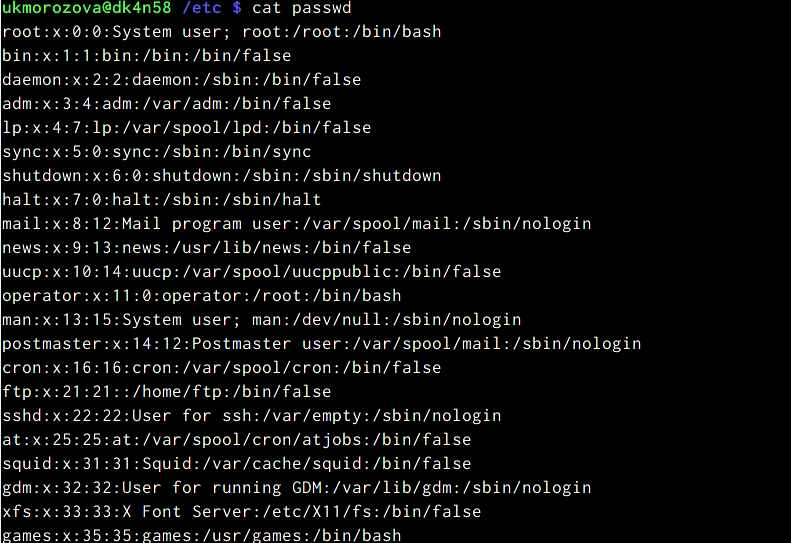 ukmorozova@dk4n58 /etc $ cat passwd
root:x:0:0:System user; root:/root:/bin/bash
bin:x:1:1:bin:/bin:/bin/false
daemon:x:2:2:daemon:/sbin:/bin/false
adm:x:3:4:adm:/var/adm:/bin/false
lp:x:4:7:lp:/var/spool/lpd:/bin/false
sync:x:5:0:sync:/sbin:/bin/sync
shutdown:x:6:0:shutdown:/sbin:/sbin/shutdown
halt:x:7:0:halt:/sbin:/sbin/halt
mail:x:8:12:Mail program user:/var/spool/mail:/sbin/nologin
news:x:9:13:news:/usr/lib/news:/bin/false
uucp:x:10:14:uucp:/var/spool/uucppublic:/bin/false
operator:x:11:0:operator:/root:/bin/bash
man:x:13:15:System user; man:/dev/null:/sbin/nologin
postmaster:x:14:12:Postmaster user:/var/spool/mail:/sbin/nologin
cron:x:16:16:cron:/var/spool/cron:/bin/false
ftp:x:21:21::/home/ftp:/bin/false
sshd:x:22:22:User for ssh:/var/empty:/sbin/nologin
at:x:25:25:at:/var/spool/cron/atjobs:/bin/false
squid:x:31:31:Squid:/var/cache/squid:/bin/false
gdm:x:32:32:User for running GDM:/var/lib/gdm:/sbin/nologin
xfs:x:33:33:X Font Server:/etc/X11/fs:/bin/false
games:x:35:35:games:/usr/games:/bin/bash